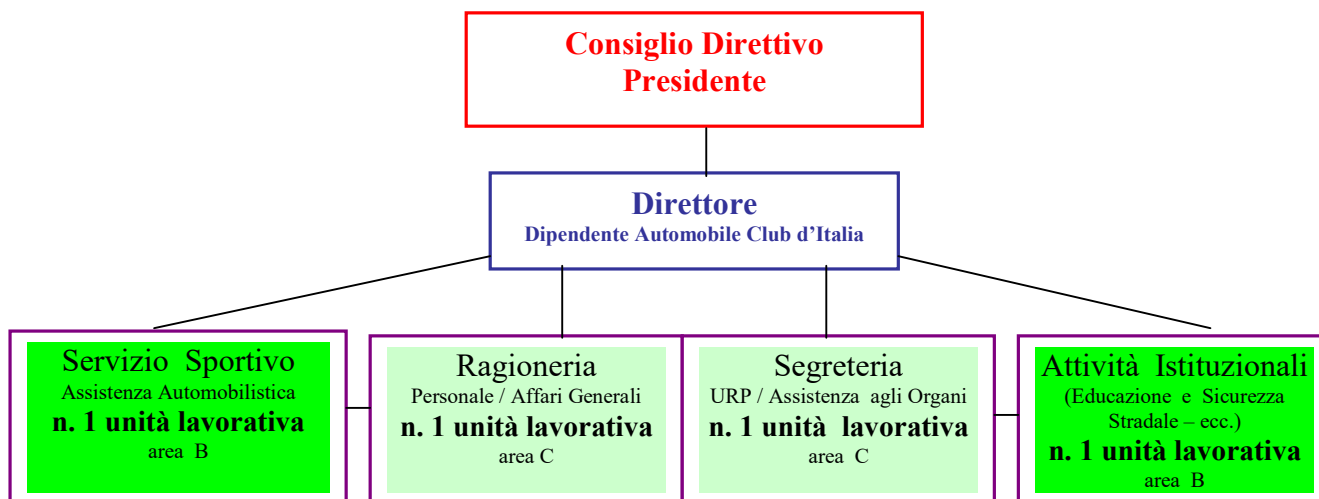 Consiglio Direttivo
Presidente
Direttore
Dipendente Automobile Club d’Italia
Servizio Sportivo
Assistenza Automobilistica
n. 1 unità lavorativa
area B
Ragioneria
Personale / Affari Generali
n. 1 unità lavorativa
area C
Segreteria
URP / Assistenza agli Organi
n. 1 unità lavorativa
area C
Attività Istituzionali
(Educazione e Sicurezza
Stradale – ecc.)
n. 1 unità lavorativa
area B